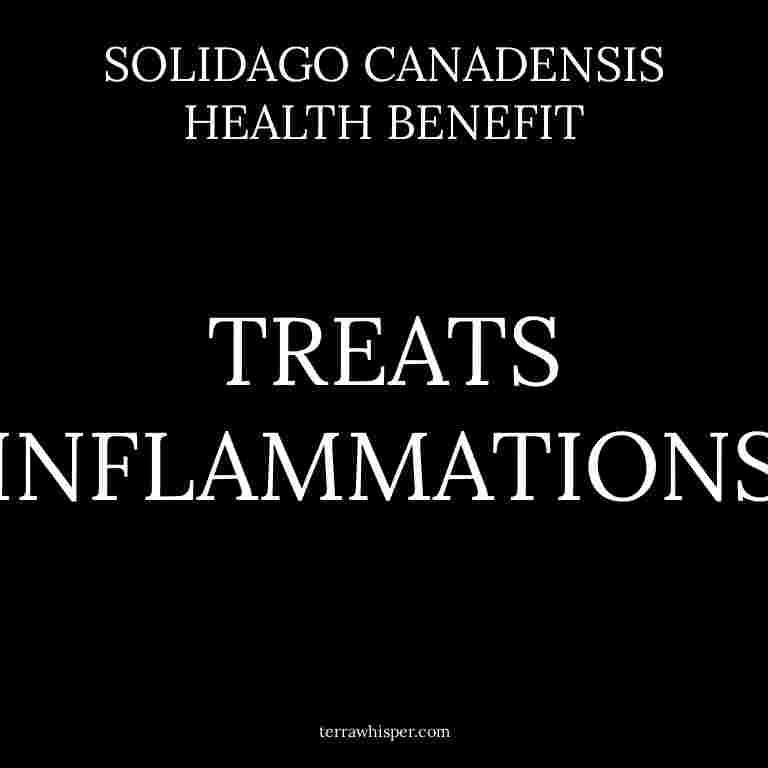 SOLIDAGO CANADENSIS
HEALTH BENEFIT
TREATS
INFLAMMATIONS
terrawhisper.com